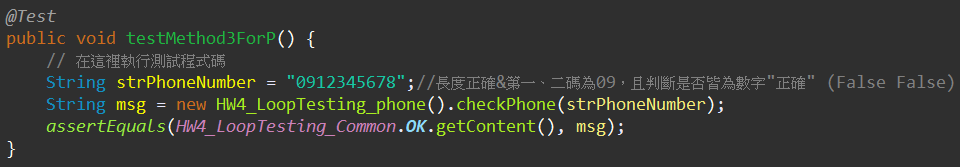 @Test
public void testMethod3ForP() {
// 在這裡執行測試程式碼
String strPhoneNumber = "0912345678";//長度正確&第一、二碼為09，且判斷是否皆為數字"正確" (False False)
String msg = new HW4_LoopTesting_phone().checkPhone(strPhoneNumber);
assertEquals(HW4_LoopTesting_Common.OK.getContent(), msg);
}